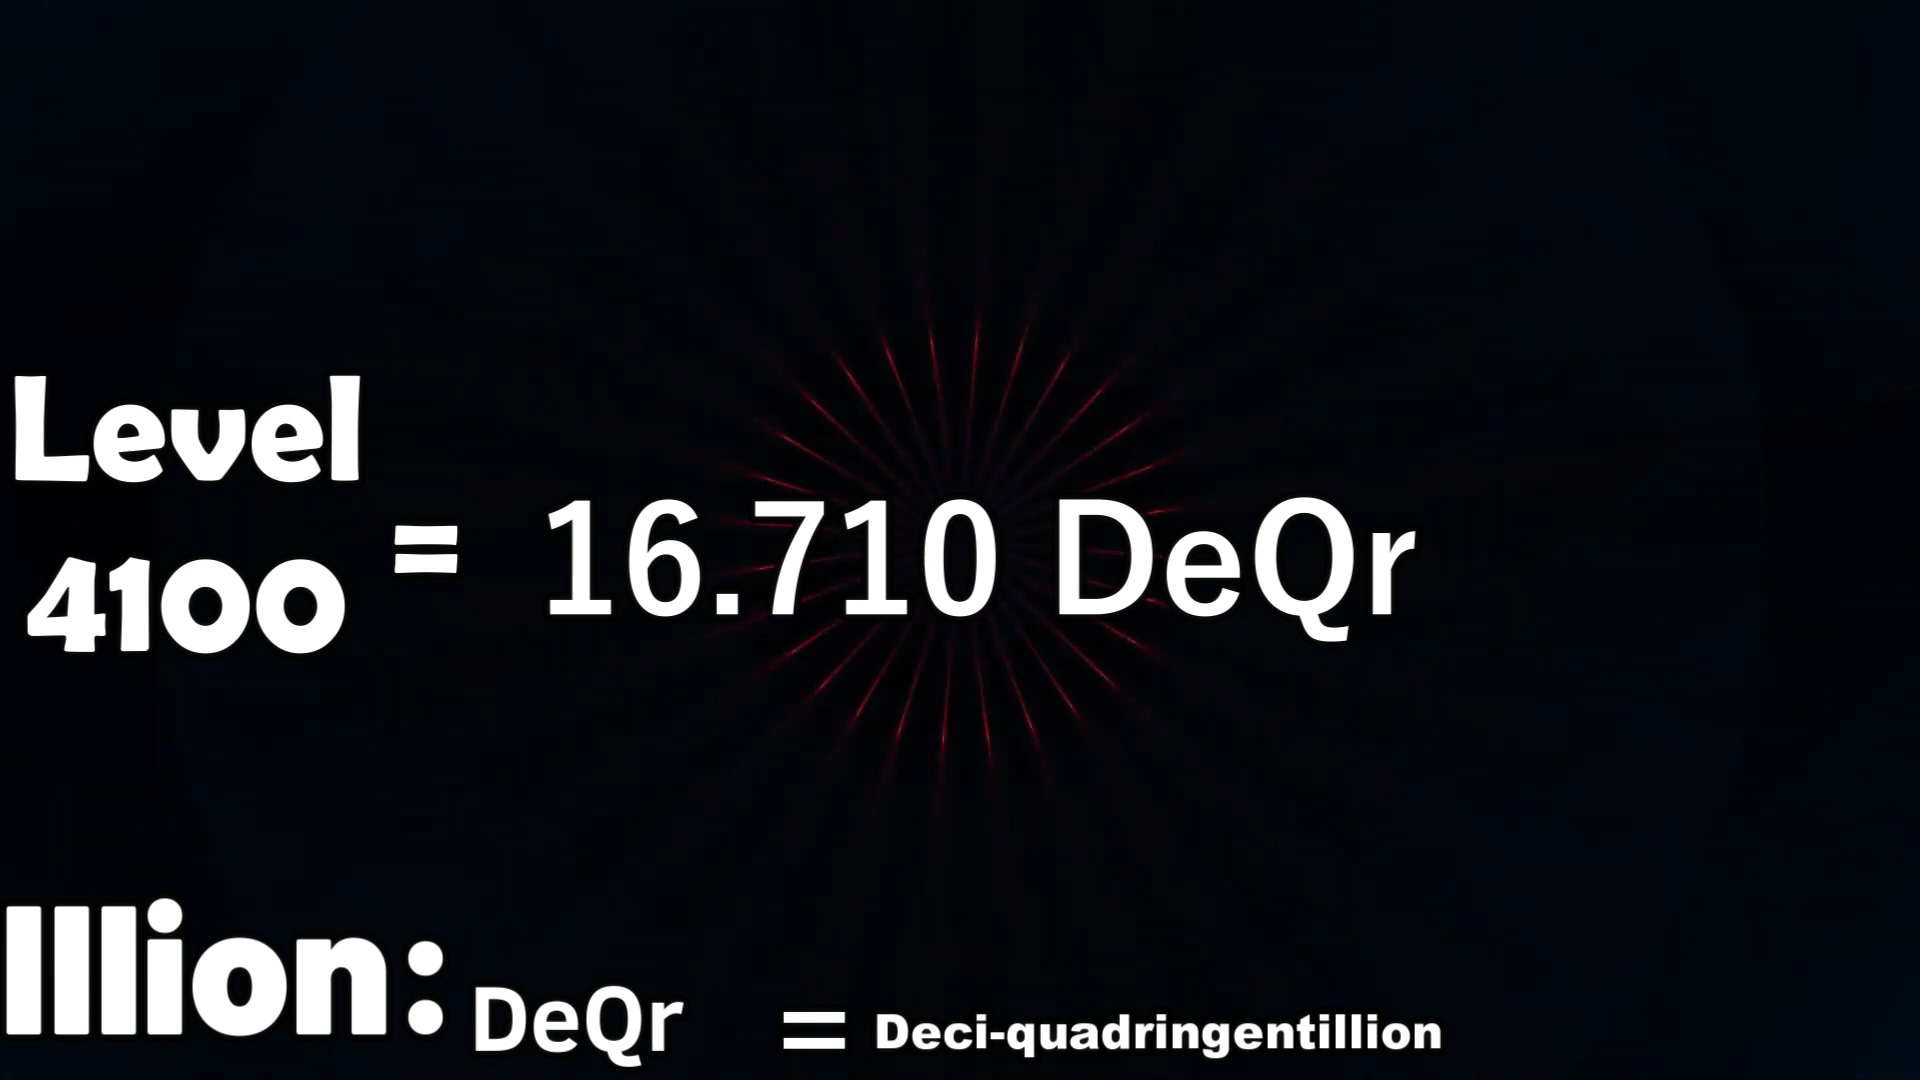 Level
4100
= 16.710 DeQr
Illion: DeQr = Deci-quadringentillion